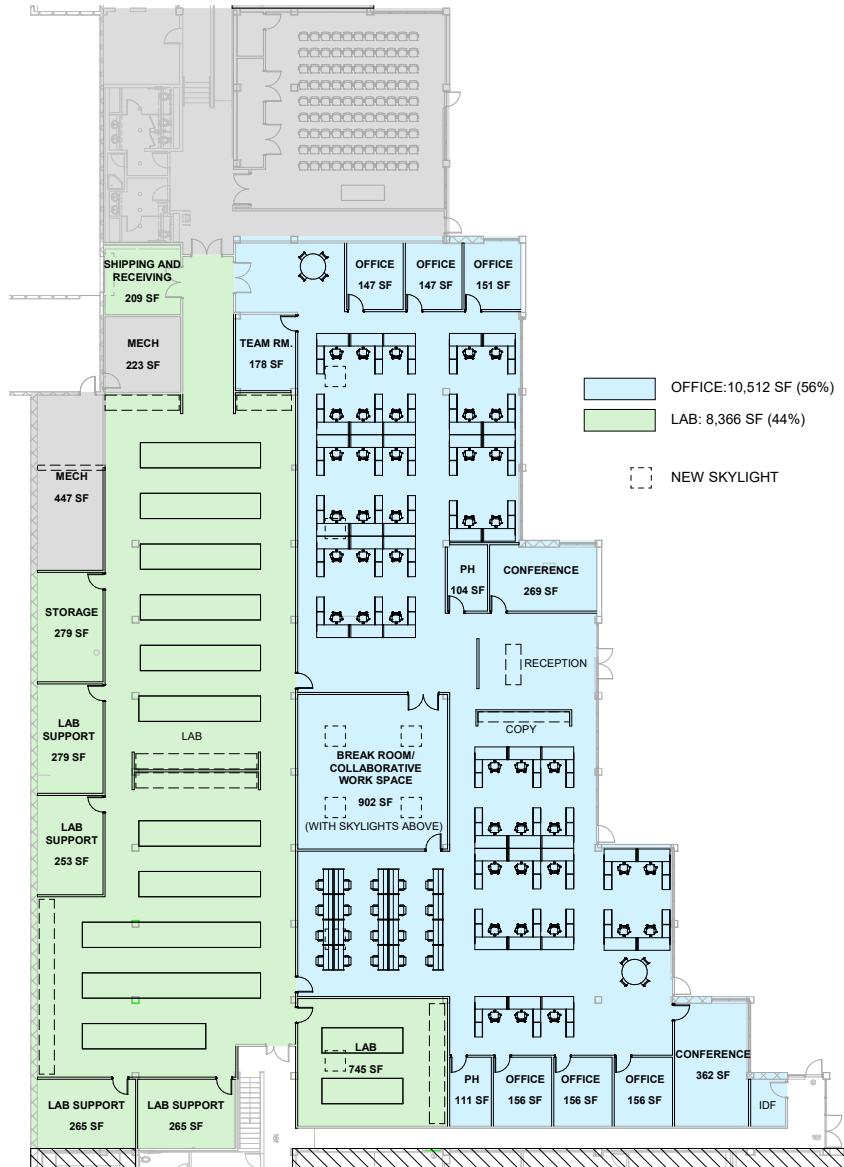 SHIPPING AND
RECEIVING
209 SF
OFFICE
147 SF
OFFICE
147 SF
OFFICE
151 SF
MECH
223 SF
TEAM RM.
178 SF
OFFICE:10,512 SF (56%)
LAB: 8,366 SF (44%)
NEW SKYLIGHT
MECH
447 SF
PH
104 SF
CONFERENCE
269 SF
STORAGE
279 SF
RECEPTION
LAB
SUPPORT
279 SF
LAB
COPY
BREAK ROOM/
COLLABORATIVE
WORK SPACE
902 SF
(WITH SKYLIGHTS ABOVE)
LAB
SUPPORT
253 SF
LAB
745 SF
CONFERENCE
362 SF
PH
111 SF
OFFICE
156 SF
OFFICE
156 SF
OFFICE
156 SF
LAB SUPPORT
265 SF
LAB SUPPORT
265 SF
IDF